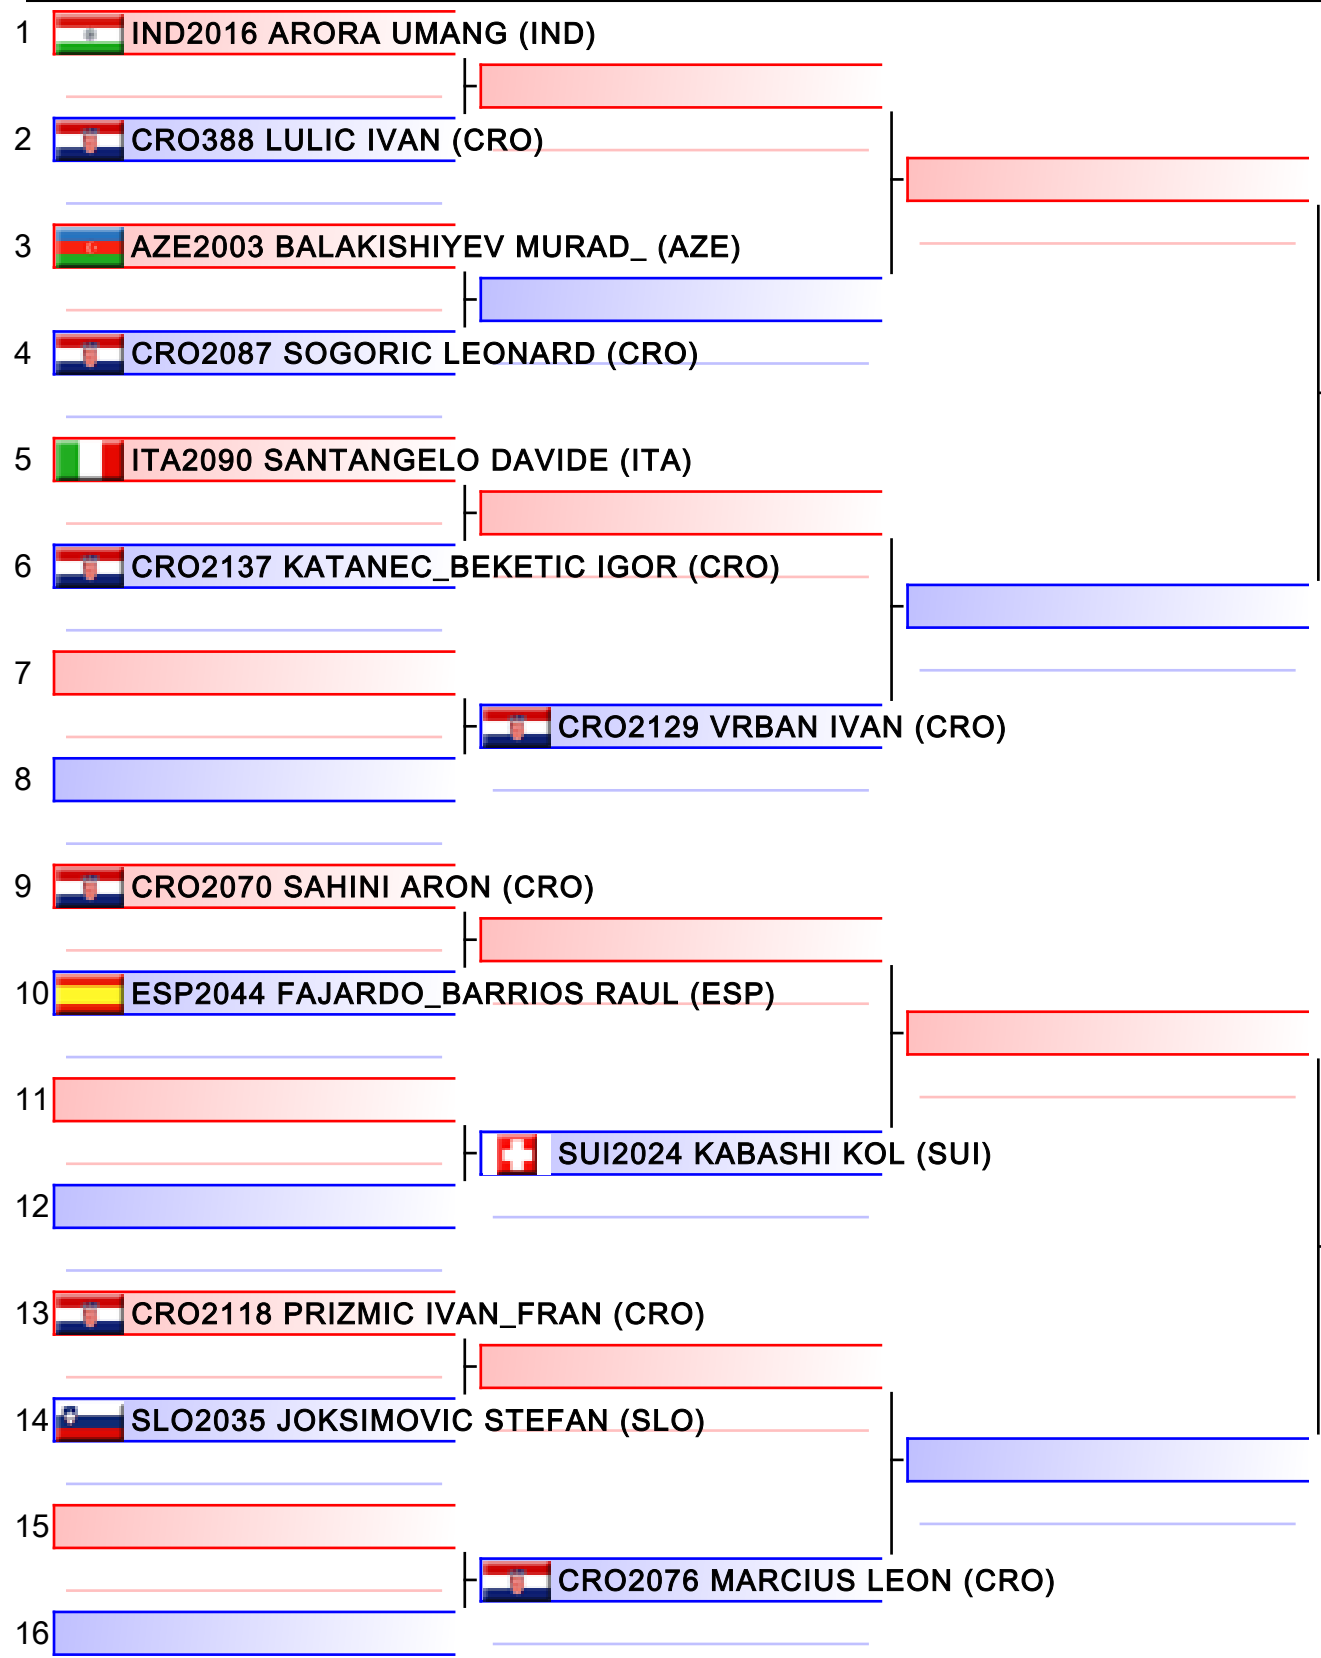 1 IND2016 ARORA UMANG (IND)
2 CRO388 LULIC IVAN (CRO)
3 AZE2003 BALAKISHIYEV MURAD_ (AZE)
4 CRO2087 SOGORIC LEONARD (CRO)
5 ITA2090 SANTANGELO DAVIDE (ITA)
6 CRO2137 KATANEC_BEKETIC IGOR (CRO)
7
CRO2129 VRBAN IVAN (CRO)
8
9 CRO2070 SAHINI ARON (CRO)
10 ESP2044 FAJARDO_BARRIOS RAUL (ESP)
11
SUI2024 KABASHI KOL (SUI)
12
13 CRO2118 PRIZMIC IVAN_FRAN (CRO)
14 SLO2035 JOKSIMOVIC STEFAN (SLO)
15
CRO2076 MARCIUS LEON (CRO)
16